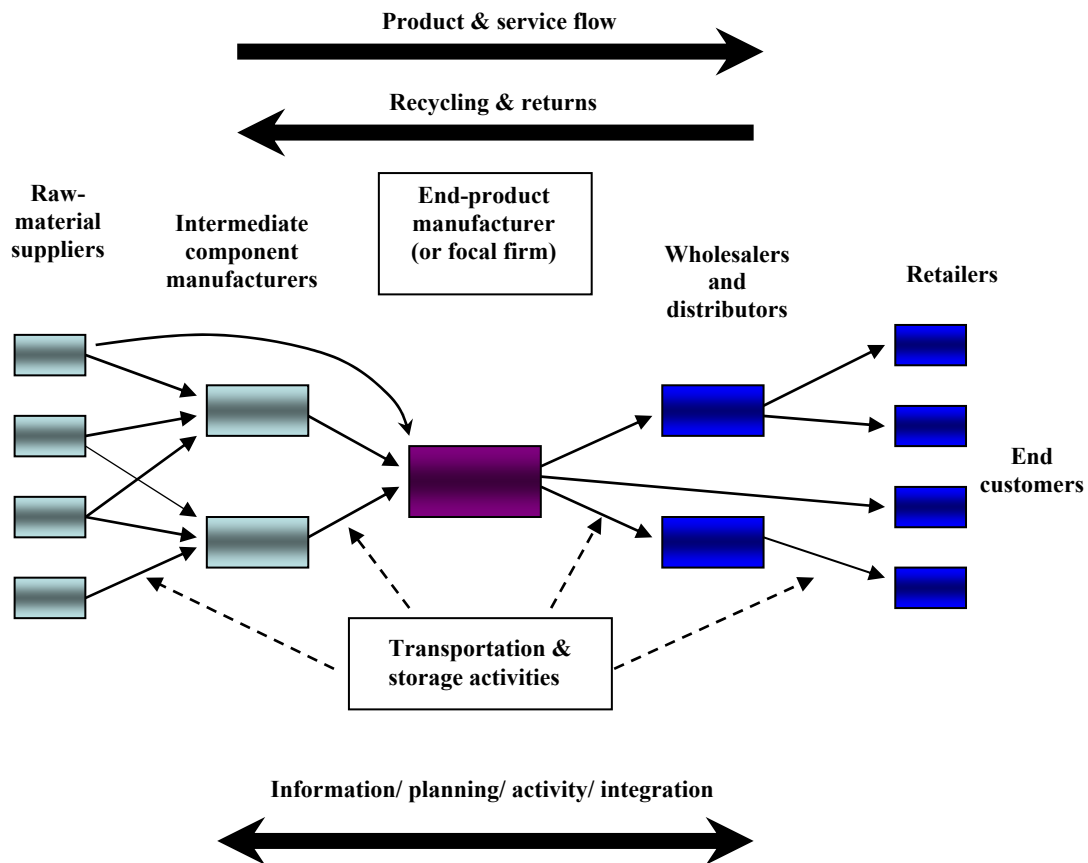 Product & service flow
Recycling & returns
Raw-
material
suppliers
Intermediate
component
manufacturers
End-product
manufacturer
(or focal firm)
Wholesalers
and
distributors
Retailers
End
customers
Transportation &
storage activities
Information/ planning/ activity/ integration